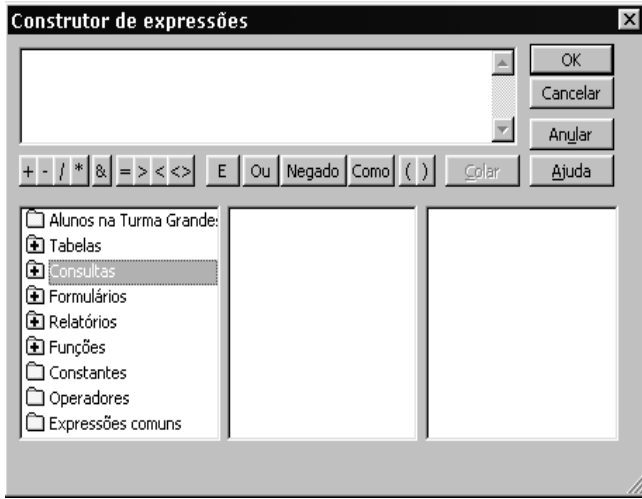 Construtor de expressões
OK
Cancelar
Anular
+ - / * & = > < <> E Ou Negado Como ( ) Colar Ajuda
Alunos na Turma Grande:
Tabelas
Consultas
Formulários
Relatórios
Funções
Constantes
Operadores
Expressões comuns